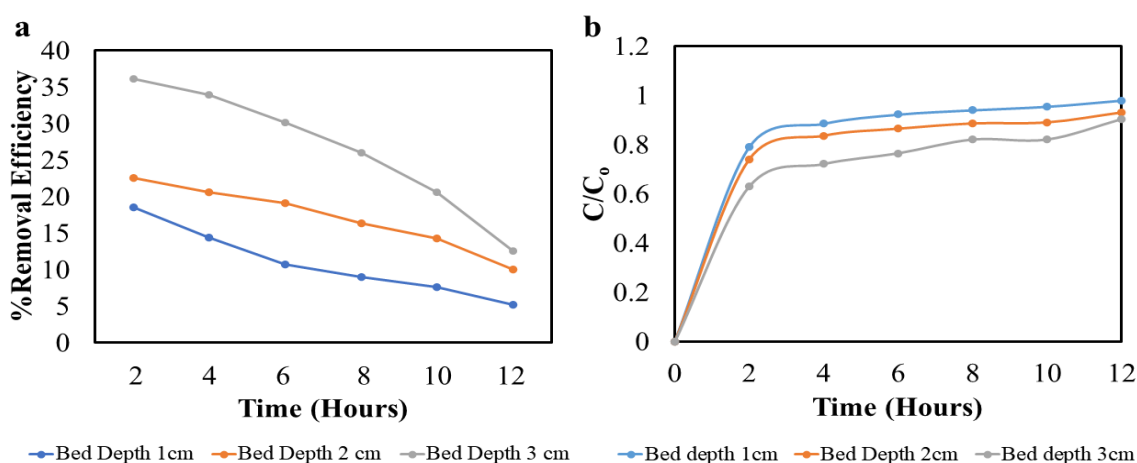 a
%Removal Efficiency
40
35
30
25
20
15
10
5
0
2 4 6 8 10 12
Time (Hours)
Bed Depth 1cm Bed Depth 2 cm Bed Depth 3 cm
b
C/Co
1.2
1
0.8
0.6
0.4
0.2
0
0 2 4 6 8 10 12
Time (Hours)
Bed depth 1cm Bed Depth 2cm Bed depth 3cm